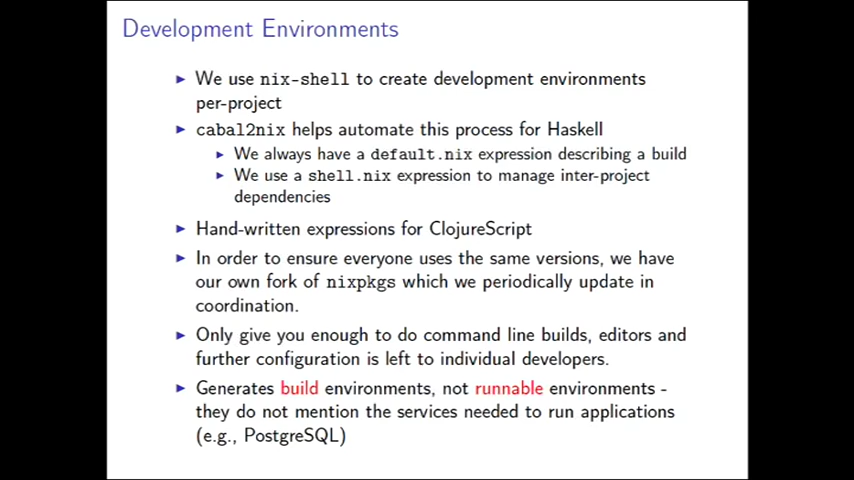 Development Environments
▶ We use nix-shell to create development environments
per-project
▶ cabal2nix helps automate this process for Haskell
▶ We always have a default.nix expression describing a build
▶ We use a shell.nix expression to manage inter-project
dependencies
▶ Hand-written expressions for ClojureScript
▶ In order to ensure everyone uses the same versions, we have
our own fork of nixpkgs which we periodically update in
coordination.
▶ Only give you enough to do command line builds, editors and
further configuration is left to individual developers.
▶ Generates build environments, not runnable environments -
they do not mention the services needed to run applications
(e.g., PostgreSQL)